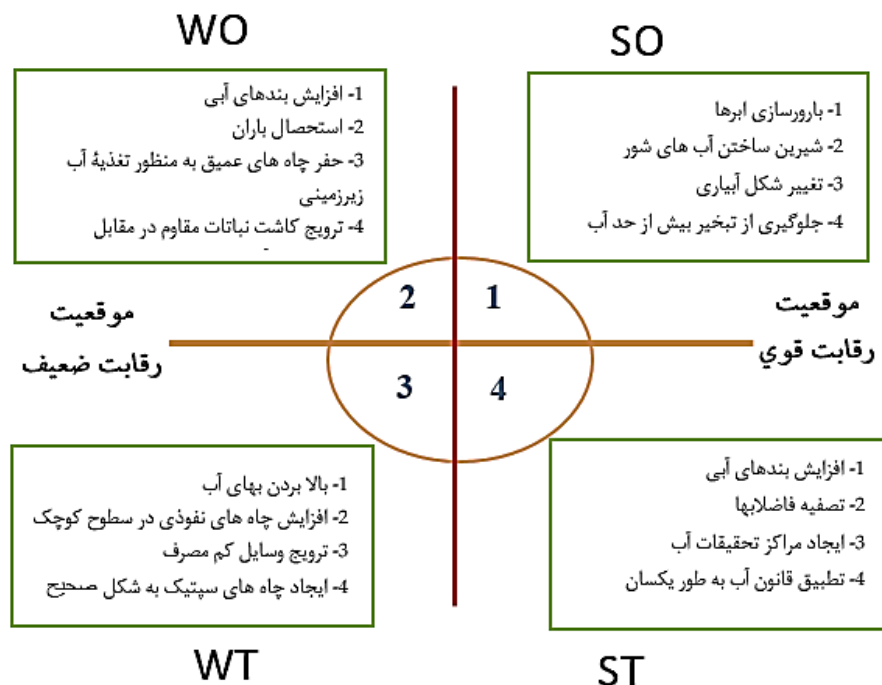 WO
SO
1- افزایش بندهای آبی
2- استحصال باران
3- حفر چاه های عمیق به منظور تغذیهٔ آب
زیرزمینی
4- ترویج کاشت نباتات مقاوم در مقابل
1- بارورسازی ابرها
2- شیرین ساختن آب های شور
3- تغییر شکل آبیاری
4- جلوگیری از تبخیر بیش از حد آب
2
1
موقعیت
رقابت قوي
موقعیت
رقابت ضعیف
3
4
1- افزایش بندهای آبی
2- تصفیه فاضلابها
3- ایجاد مراکز تحقیقات آب
4- تطبیق قانون آب به طور یکسان
1- بالا بردن بهای آب
2- افزایش چاه های نفوذی در سطوح کوچک
3- ترویج وسایل کم مصرف
4- ایجاد چاه های سپتیک به شکل صحیح
WT
ST